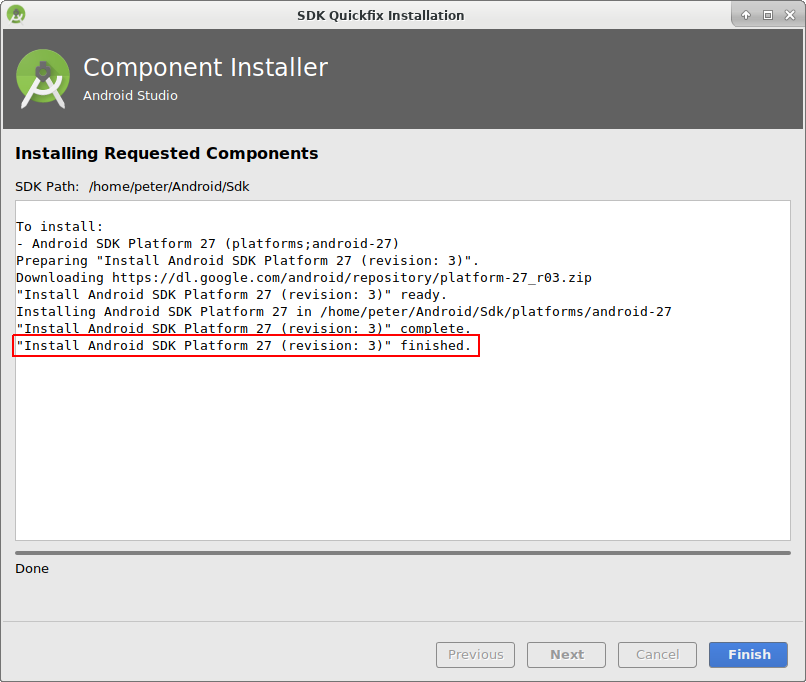 SDK Quickfix Installation
Component Installer
Android Studio
Installing Requested Components
SDK Path: /home/peter/Android/Sdk
To install:
- Android SDK Platform 27 (platforms;android-27)
Preparing "Install Android SDK Platform 27 (revision: 3)".
Downloading https://dl.google.com/android/repository/platform-27_r03.zip
"Install Android SDK Platform 27 (revision: 3)" ready.
Installing Android SDK Platform 27 in /home/peter/Android/Sdk/platforms/android-27
"Install Android SDK Platform 27 (revision: 3)" complete.
"Install Android SDK Platform 27 (revision: 3)" finished.
Done
Previous Next Cancel Finish